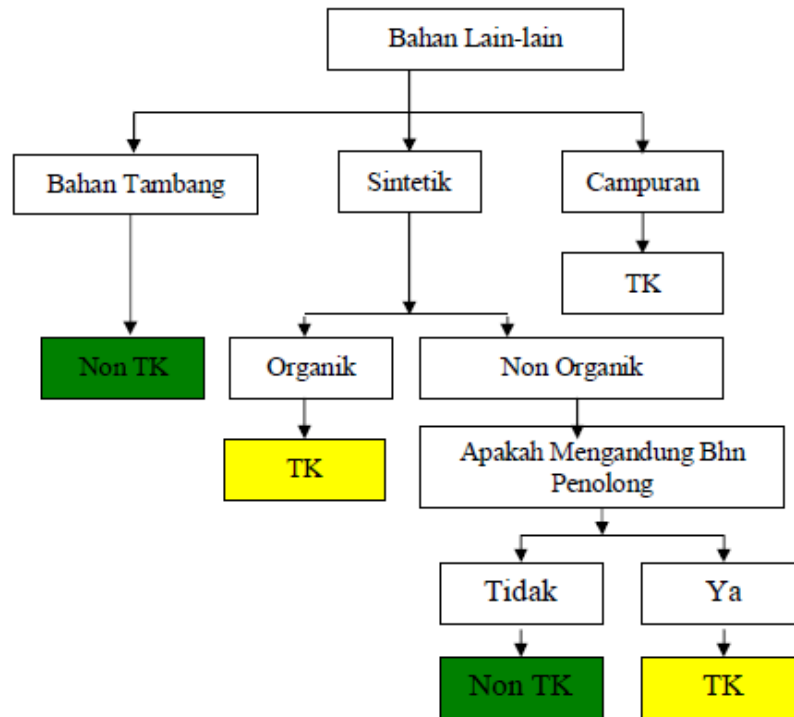 Bahan Lain-lain
Bahan Tambang
Sintetik
Campuran
TK
Non TK
Organik
Non Organik
TK
Apakah Mengandung Bhn
Penolong
Tidak
Ya
Non TK
TK